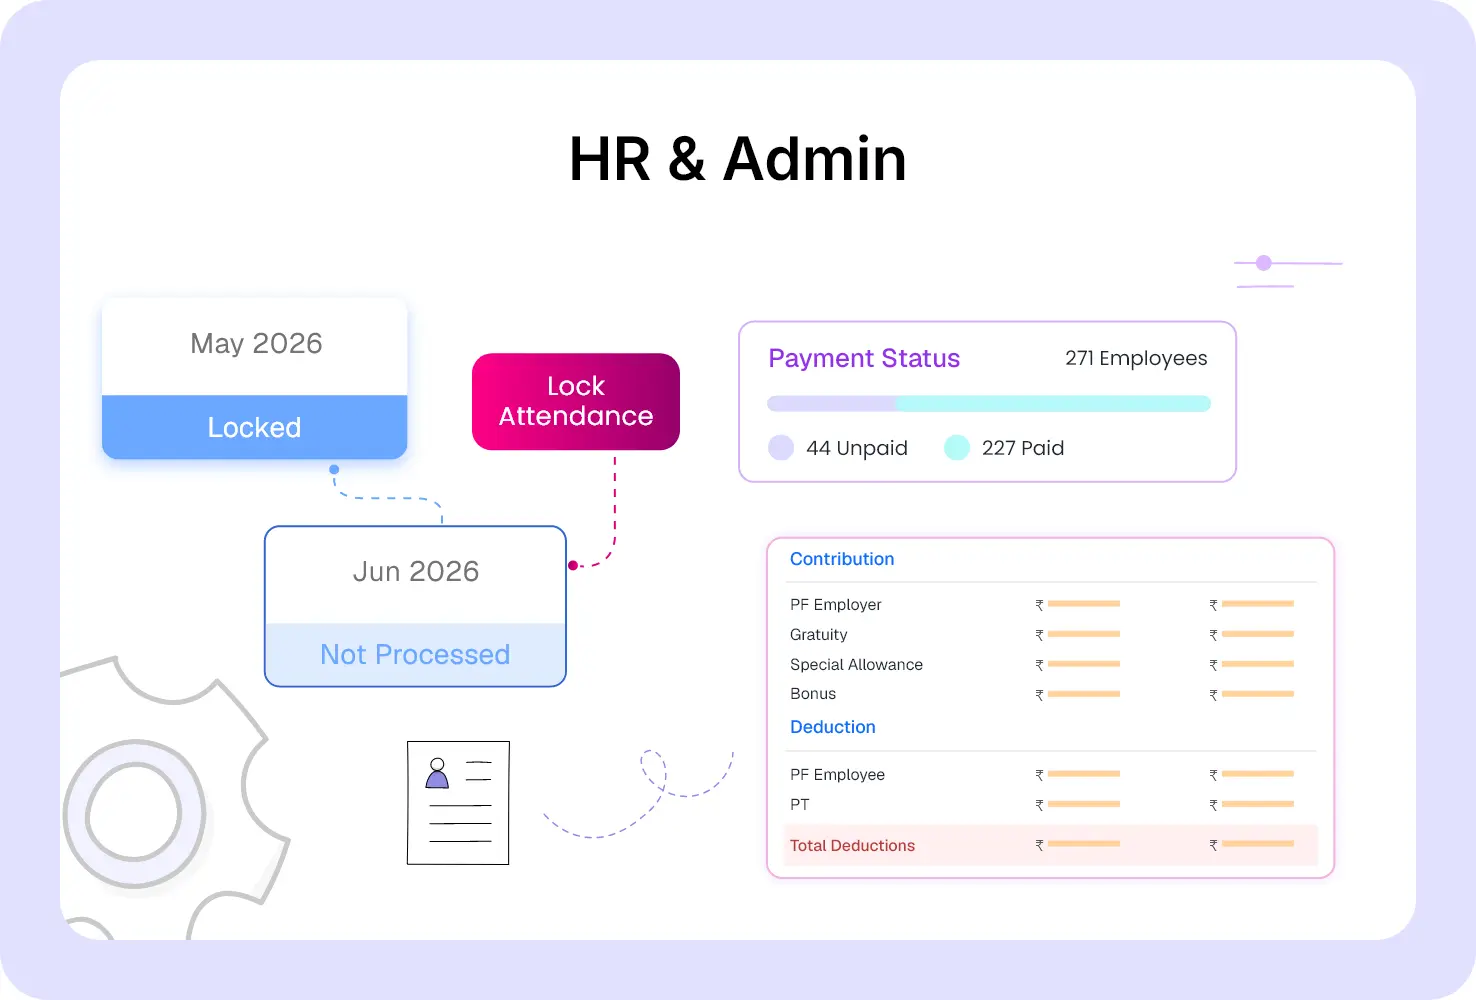 HR & Admin
May 2026
Locked
Lock
Attendance
Jun 2026
Not Processed
Payment Status
271 Employees
44 Unpaid
227 Paid
Contribution
PF Employer ₹ ₹
Gratuity ₹ ₹
Special Allowance ₹ ₹
Bonus ₹ ₹
Deduction
PF Employee ₹ ₹
PT ₹ ₹
Total Deductions ₹ ₹